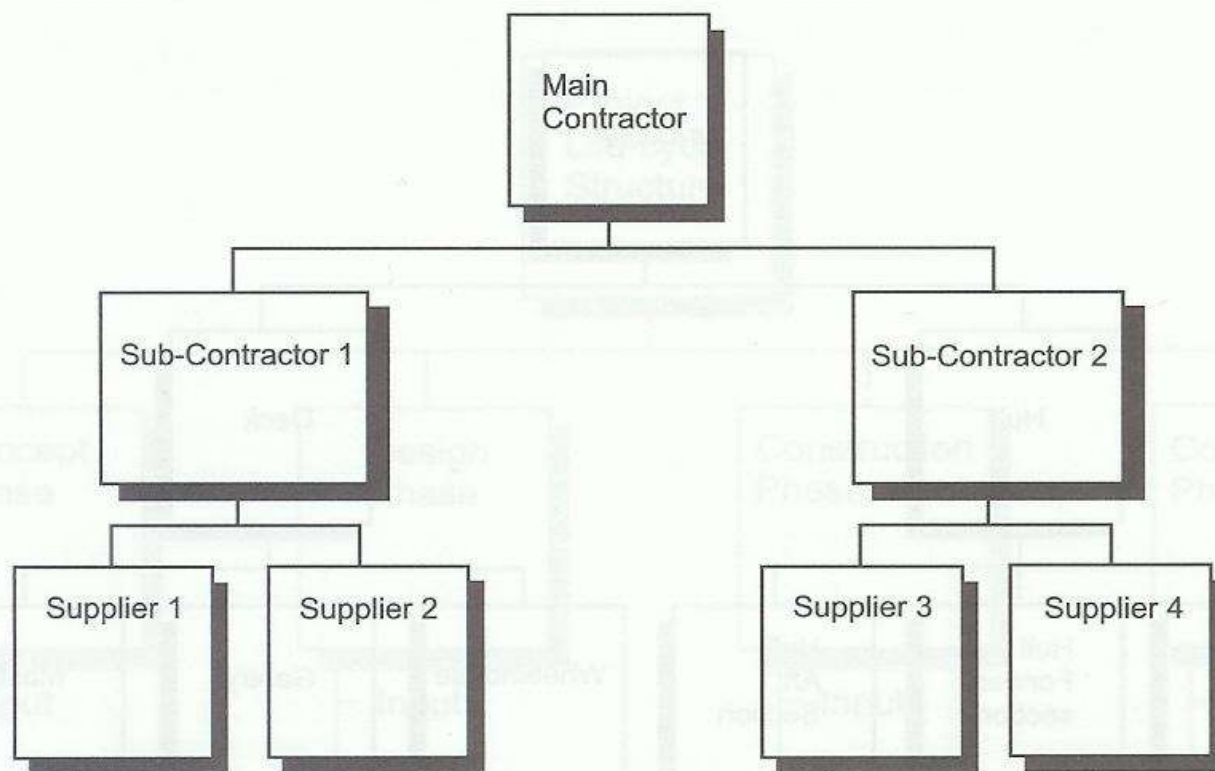 Main
Contractor
Sub-Contractor 1
Sub-Contractor 2
Supplier 1
Supplier 2
Supplier 3
Supplier 4